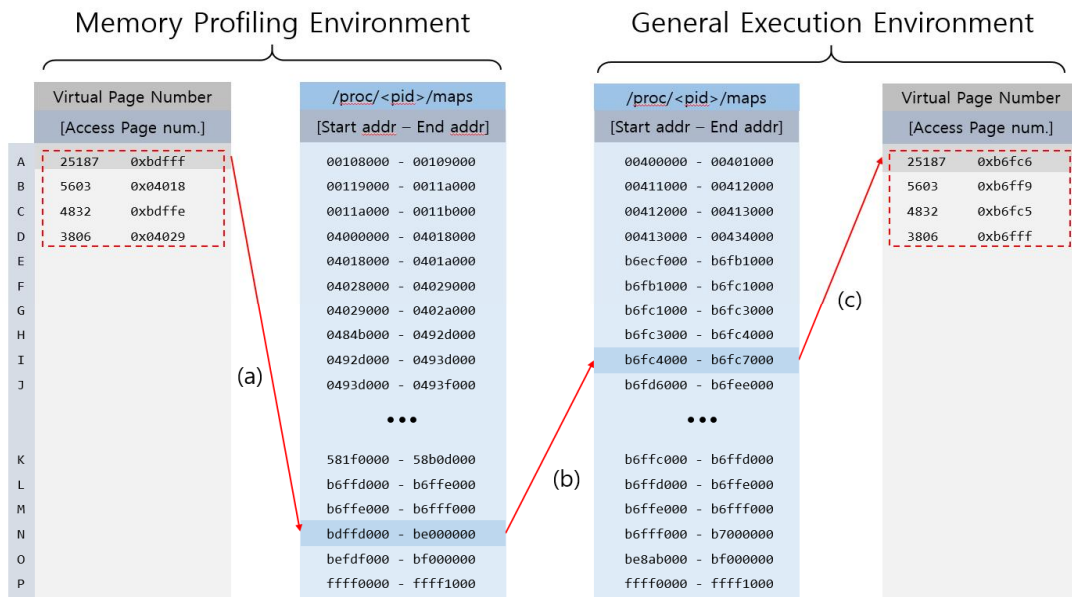 Memory Profiling Environment General Execution Environment
Virtual Page Number /proc/<pid>/maps /proc/<pid>/maps Virtual Page Number
[Access Page num.] [Start addr – End addr] [Start addr – End addr] [Access Page num.]
A 25187 0xbdfff 00108000 - 00109000 00400000 - 00401000 25187 0xb6fc6
B 5603 0x04018 00119000 - 0011a000 00411000 - 00412000 5603 0xb6ff9
C 4832 0xbdffe 0011a000 - 0011b000 00412000 - 00413000 4832 0xb6fc5
D 3806 0x04029 04000000 - 04018000 00413000 - 00434000 3806 0xb6fff
E 04018000 - 0401a000 b6ecf000 - b6fb1000
F 04028000 - 04029000 b6fb1000 - b6fc1000
G 04029000 - 0402a000 b6fc1000 - b6fc3000
(c)
H 0484b000 - 0492d000 b6fc3000 - b6fc4000
I 0492d000 - 0493d000 b6fc4000 - b6fc7000
(a)
J 0493d000 - 0493f000 b6fd6000 - b6fee000
••• •••
K 581f0000 - 58b0d000 b6ffc000 - b6ffd000
(b)
L b6ffd000 - b6ffe000 b6ffd000 - b6ffe000
M b6ffe000 - b6fff000 b6ffe000 - b6fff000
N bdffd000 - be000000 b6fff000 - b7000000
O befdf000 - bf000000 be8ab000 - bf000000
P ffff0000 - ffff1000 ffff0000 - ffff1000